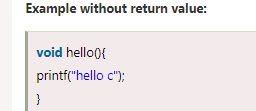 Example without return value:
void hello(){
printf("hello c");
}